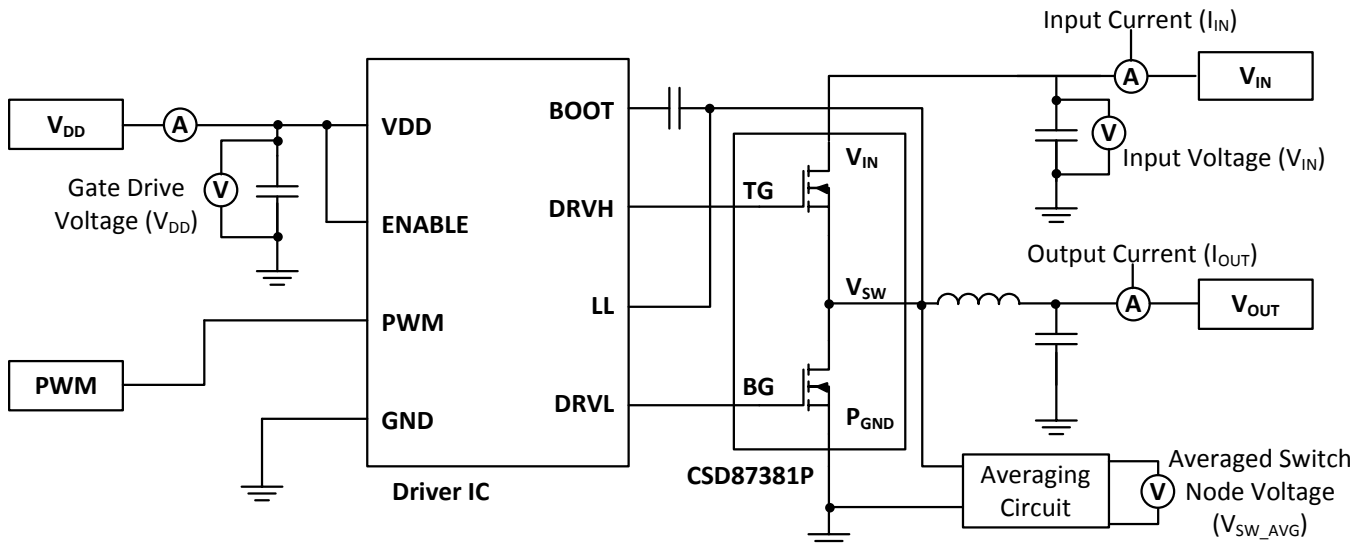 Input Current (I_IN)
A
V_IN
V_DD
A
VDD
BOOT
V
Input Voltage (V_IN)
V_IN
Gate Drive
Voltage (V_DD)
V
TG
DRVH
ENABLE
Output Current (I_OUT)
V_SW
A
V_OUT
LL
PWM
PWM
BG
DRVL
P_GND
GND
CSD87381P
Driver IC
Averaging
Circuit
V
Averaged Switch
Node Voltage
(V_SW_AVG)